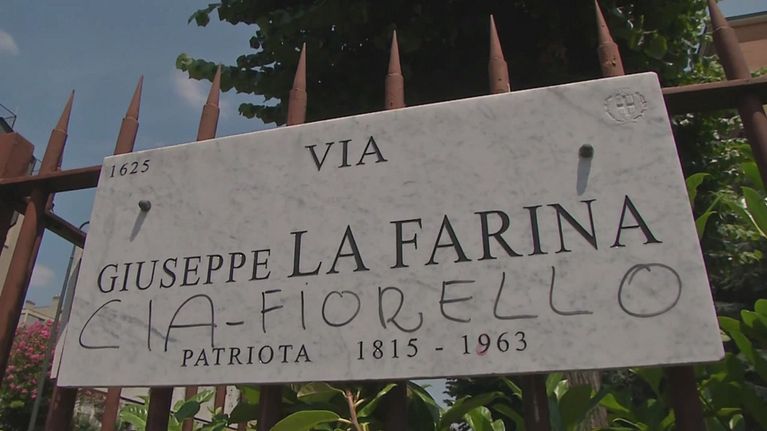 1625
VIA
GIUSEPPE LA FARINA
CIA-FIORELLO
PATRIOTA 1815 - 1963